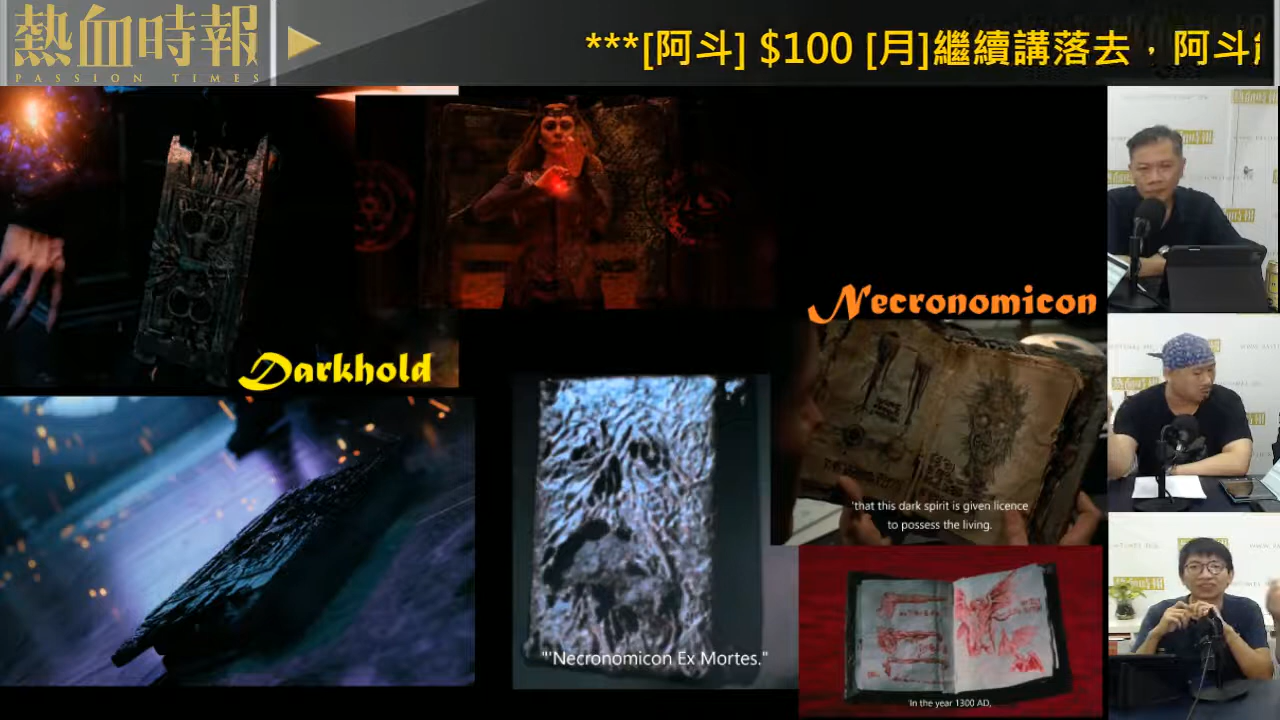 熱血時報
PASSION TIMES
***[阿斗] $100 [月]繼續講落去，阿斗
Necronomicon
Darkhold
'that this dark spirit is given licence
to possess the living.
"'Necronomicon Ex Mortes."
'In the year 1300 AD,